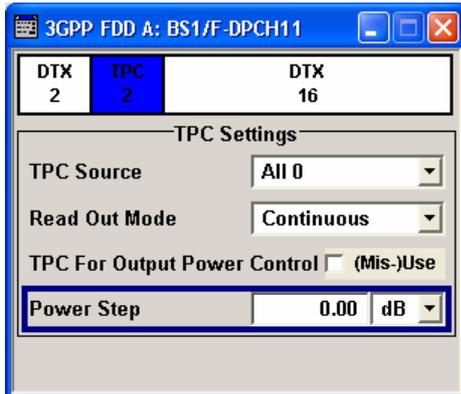 3GPP FDD A: BS1/F-DPCH11
DTX TPC DTX
2 2 16
TPC Settings
TPC Source All 0
Read Out Mode Continuous
TPC For Output Power Control (Mis-)Use
Power Step 0.00 dB